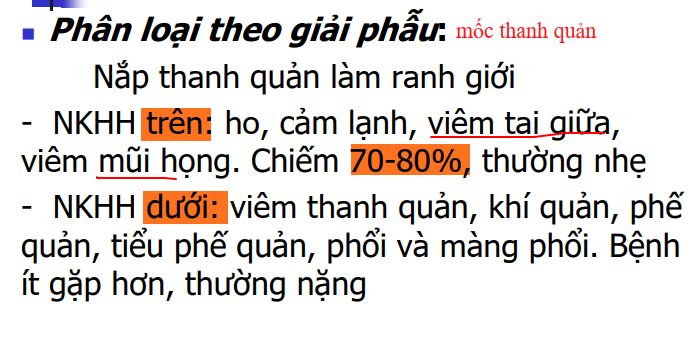 Phân loại theo giải phẫu: mốc thanh quản
Nắp thanh quản làm ranh giới
- NKHH trên: ho, cảm lạnh, viêm tai giữa,
viêm mũi họng. Chiếm 70-80%, thường nhẹ
- NKHH dưới: viêm thanh quản, khí quản, phế
quản, tiểu phế quản, phổi và màng phổi. Bệnh
ít gặp hơn, thường nặng